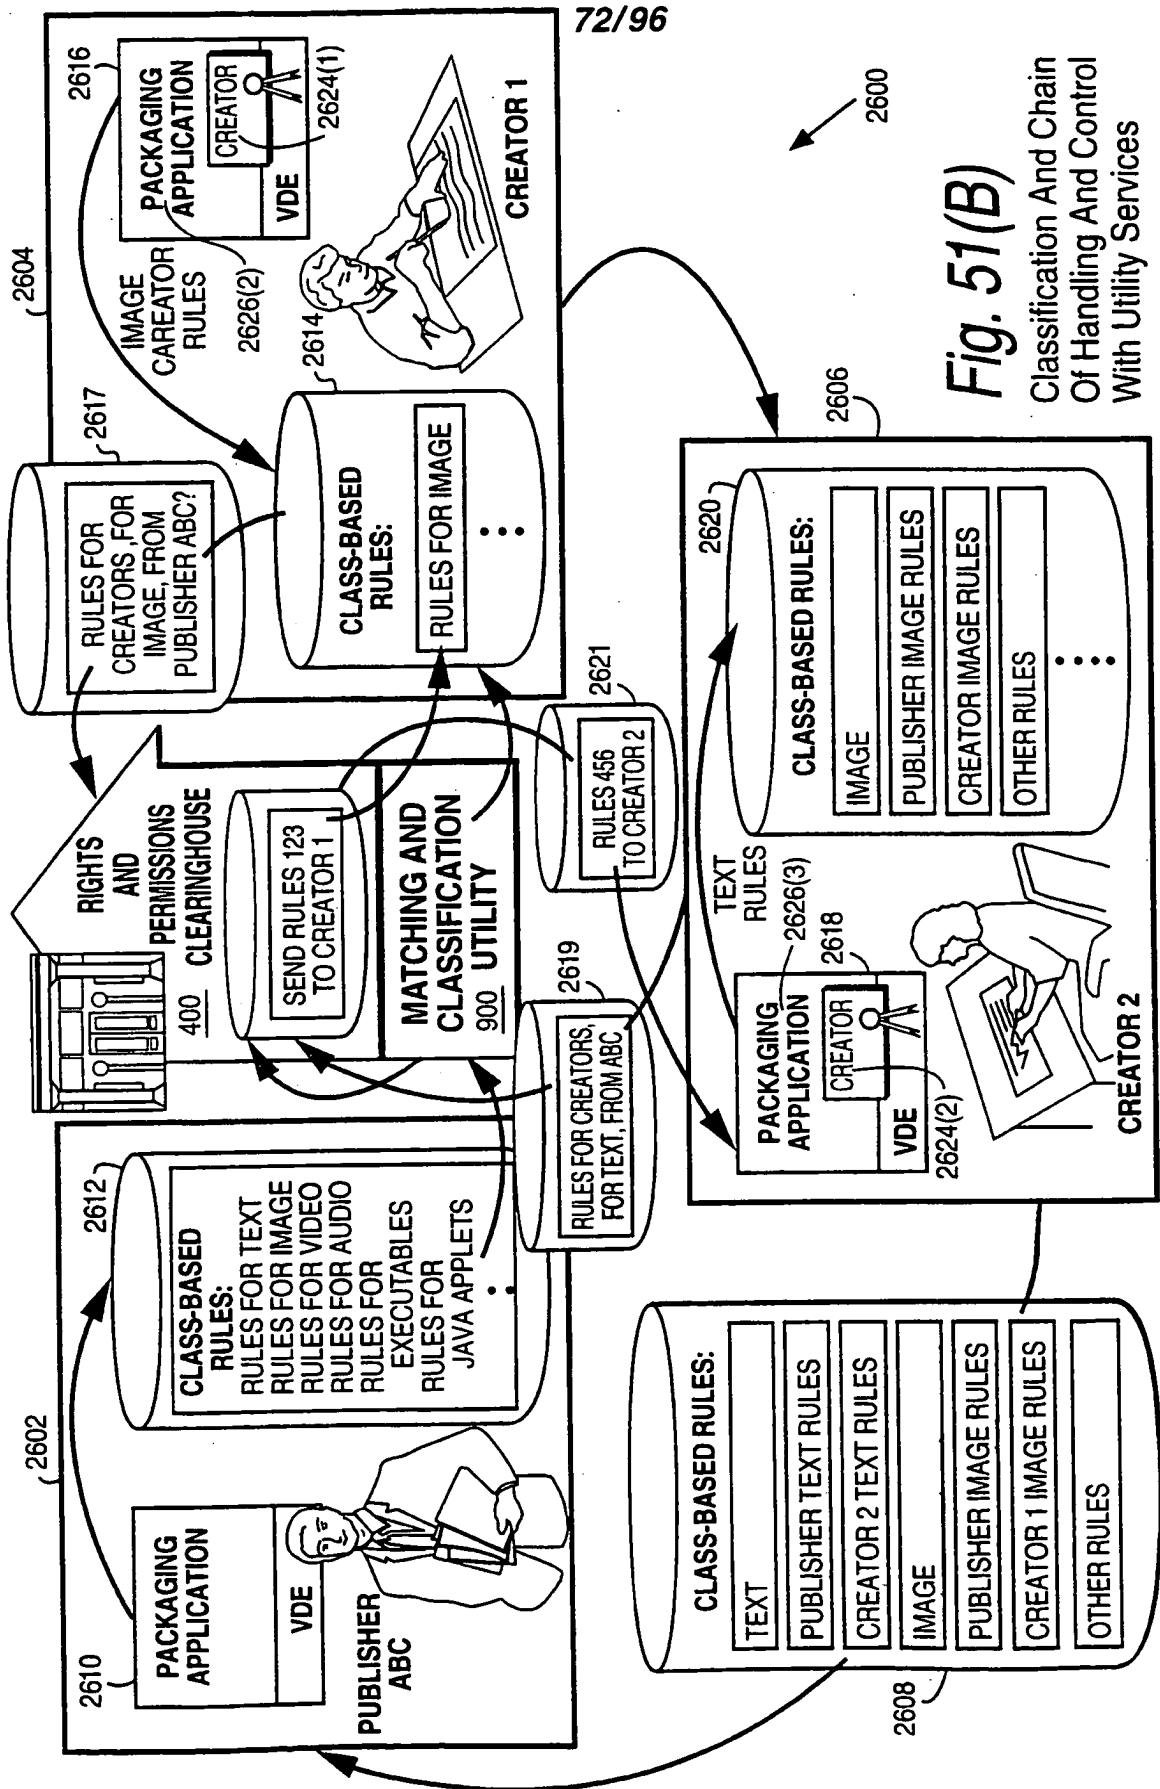 72/96
2602
2610
PACKAGING
APPLICATION
VDE
PUBLISHER
ABC
2612
CLASS-BASED
RULES:
RULES FOR TEXT
RULES FOR IMAGE
RULES FOR VIDEO
RULES FOR AUDIO
RULES FOR
EXECUTABLES
RULES FOR
JAVA APPLETS
RIGHTS
AND
PERMISSIONS
CLEARINGHOUSE
400
SEND RULES 123
TO CREATOR 1
MATCHING AND
CLASSIFICATION
UTILITY
900
2617
RULES FOR
CREATORS ,FOR
IMAGE, FROM
PUBLISHER ABC?
2604
IMAGE
CAREATOR
RULES
2616
PACKAGING
APPLICATION
CREATOR
VDE
2624(1)
2626(2)
2614
CLASS-BASED
RULES:
RULES FOR IMAGE
CREATOR 1
2619
RULES FOR CREATORS,
FOR TEXT, FROM ABC
2621
RULES 456
TO CREATOR 2
2608
CLASS-BASED RULES:
TEXT
PUBLISHER TEXT RULES
CREATOR 2 TEXT RULES
IMAGE
PUBLISHER IMAGE RULES
CREATOR 1 IMAGE RULES
OTHER RULES
PACKAGING
APPLICATION
CREATOR
VDE
2624(2)
2626(3)
2618
TEXT
RULES
CREATOR 2
2620
CLASS-BASED RULES:
IMAGE
PUBLISHER IMAGE RULES
CREATOR IMAGE RULES
OTHER RULES
2606
2600
Fig. 51(B)
Classification And Chain
Of Handling And Control
With Utility Services